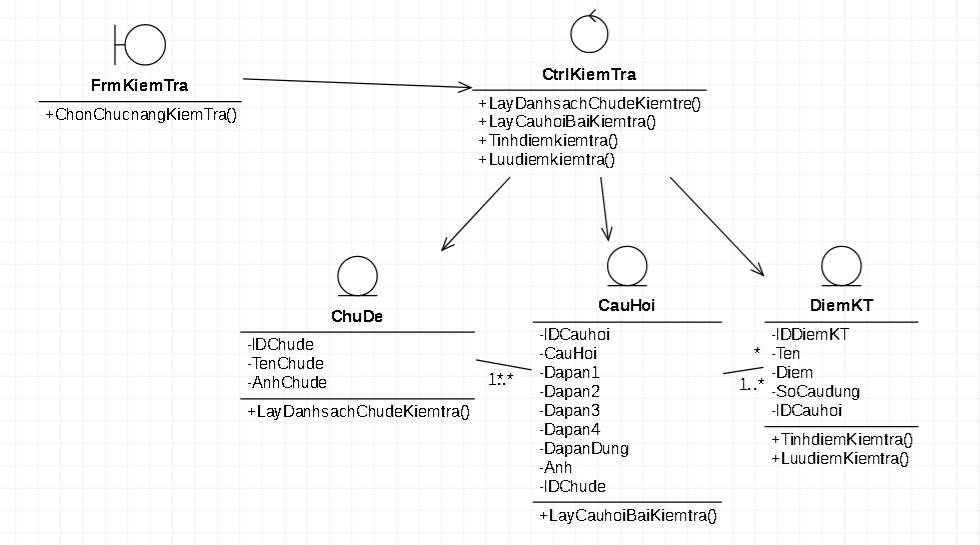 FrmKiemTra
+ChonChucnangKiemTra()
CtrlKiemTra
+LayDanhsachChudeKiemtre()
+LayCauhoiBaiKiemtra()
+Tinhdiemkiemtra()
+Luudiemkiemtra()
ChuDe
-IDChude
-TenChude
-AnhChude
+LayDanhsachChudeKiemtra()
1..*
CauHoi
-IDCauhoi
-CauHoi
-Dapan1
-Dapan2
-Dapan3
-Dapan4
-DapanDung
-Anh
-IDChude
+LayCauhoiBaiKiemtra()
*
1..*
DiemKT
-IDDiemKT
-Ten
-Diem
-SoCaudung
-IDCauhoi
+TinhdiemKiemtra()
+LuudiemKiemtra()